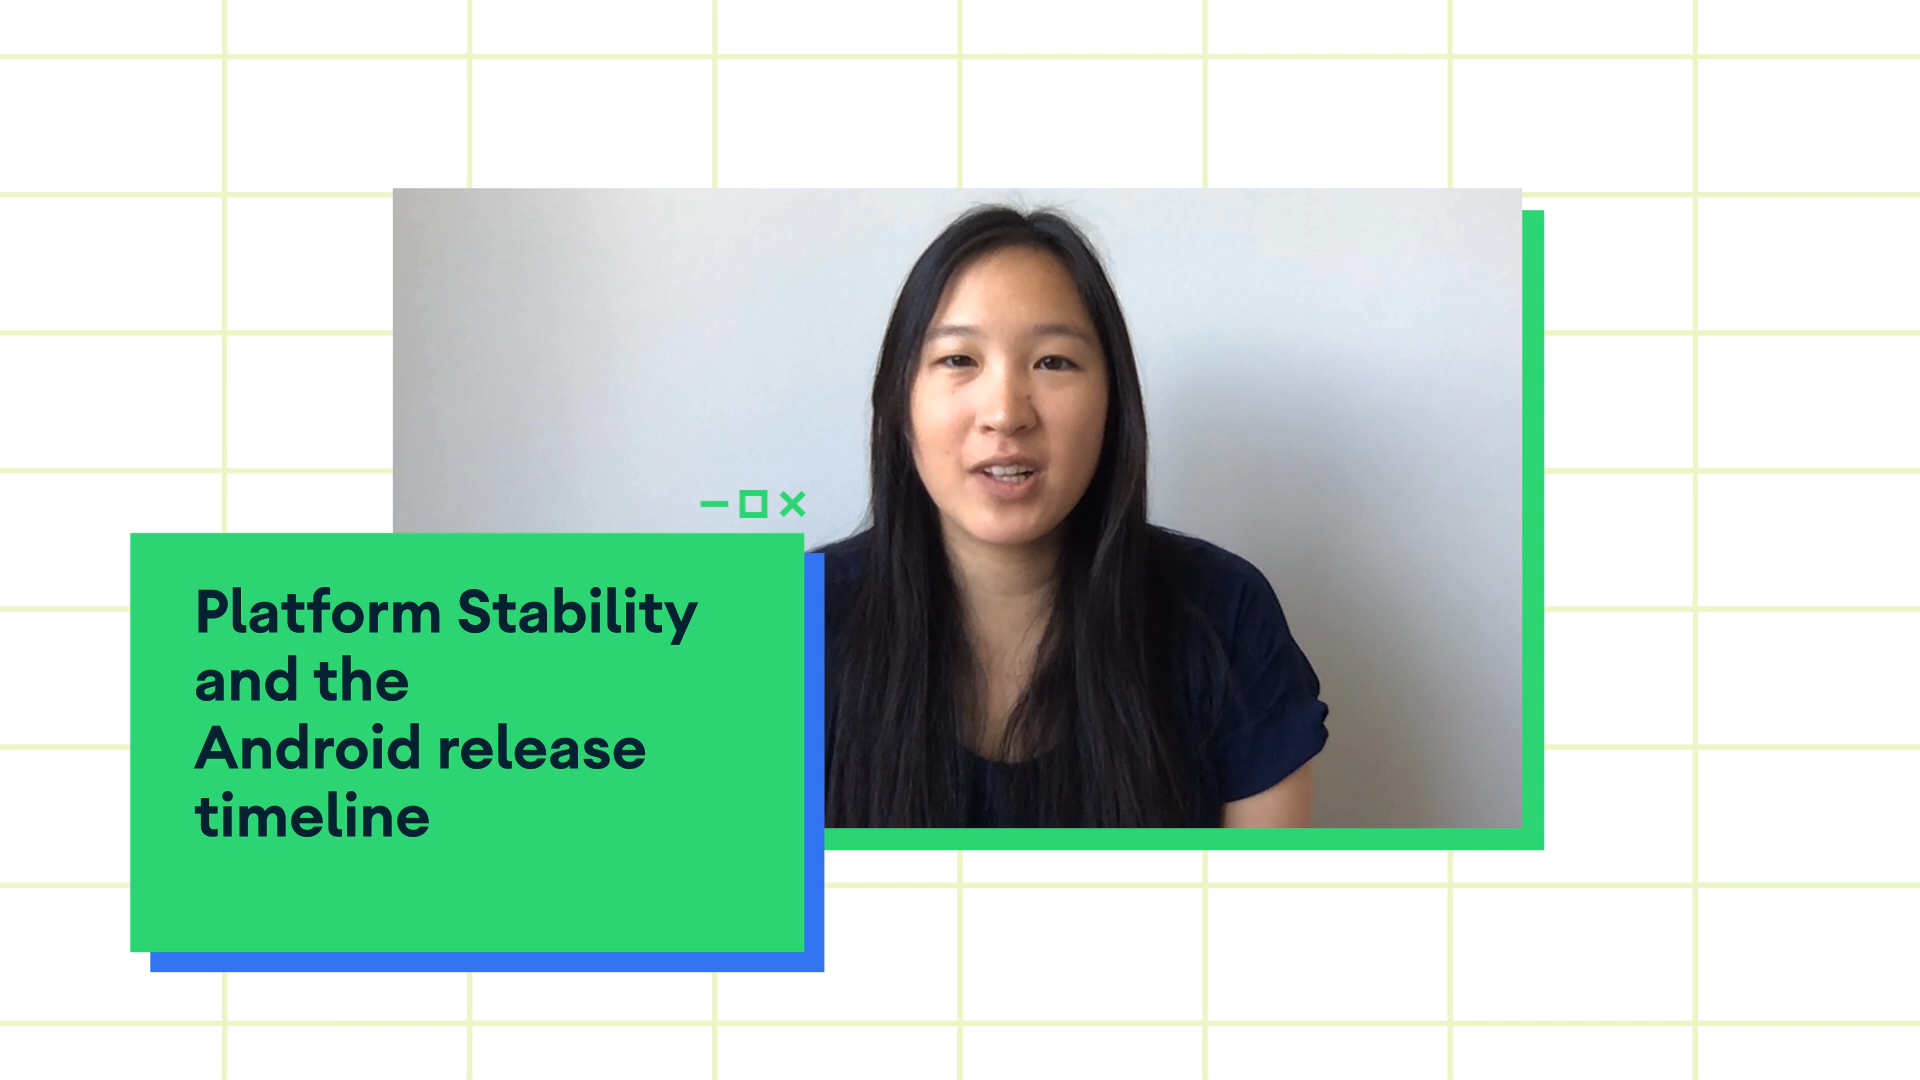 Platform Stability
and the
Android release
timeline